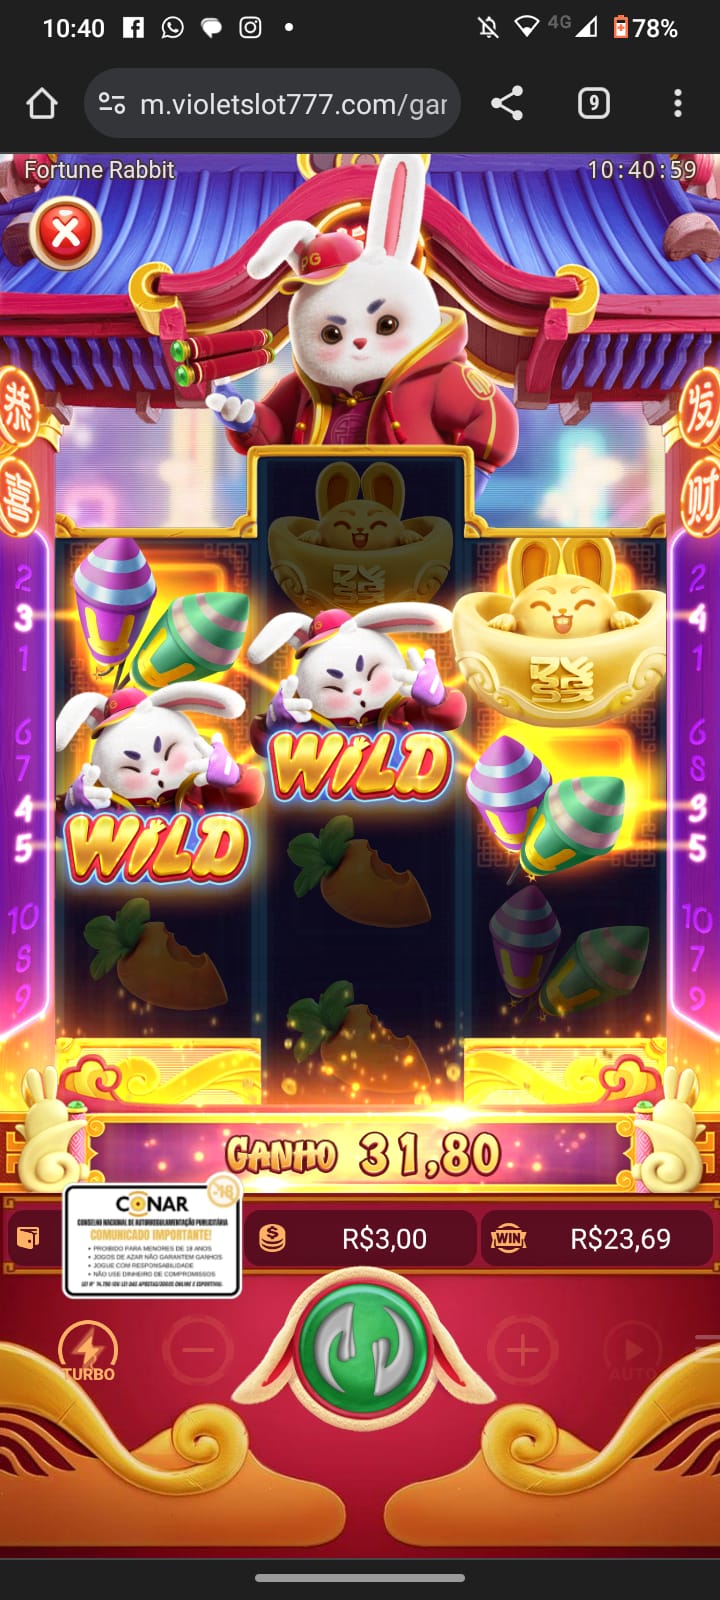 10:40
4G
78%
m.violetslot777.com/gar
9
Fortune Rabbit
10:40:59
PG
恭
喜
发
财
2
3
1
6
7
4
5
10
8
9
2
4
1
6
8
3
5
10
7
9
WILD
WILD
GANHO 31,80
CONAR
-18
CONSELHO NACIONAL DE AUTORREGULAMENTAÇÃO PUBLICITÁRIA
COMUNICADO IMPORTANTE!
• PROIBIDO PARA MENORES DE 18 ANOS
• JOGOS DE AZAR NÃO GARANTEM GANHOS
• JOGUE COM RESPONSABILIDADE
• NÃO USE DINHEIRO DE COMPROMISSOS
R$3,00
WIN
R$23,69
TURBO
AUTO